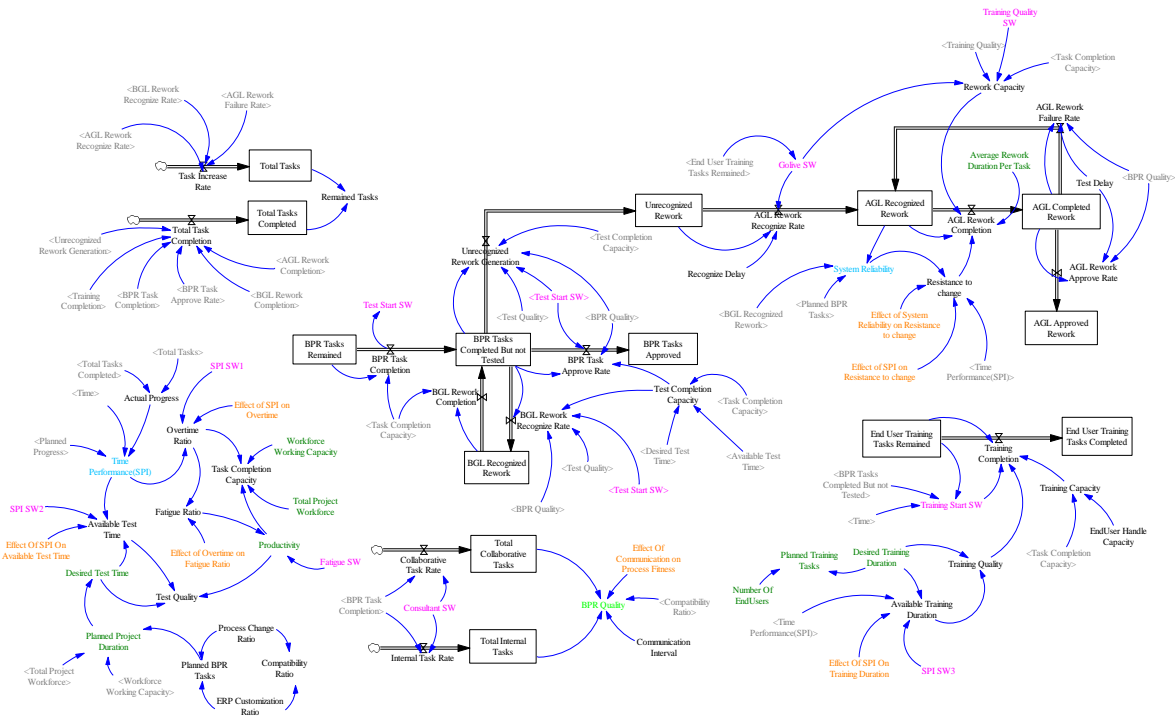 Training Quality
SW
<Training Quality>
<Task Completion
Capacity>
Rework Capacity
<BGL Rework
Recognize Rate>
<AGL Rework
Failure Rate>
<AGL Rework
Recognize Rate>
Task Increase
Rate
Total Tasks
Remained Tasks
Total Tasks
Completed
Total Task
Completion
<Unrecognized
Rework Generation>
<Training
Completion>
<BPR Task
Completion>
<BPR Task
Approve Rate>
<BGL Rework
Completion>
<AGL Rework
Completion>
AGL Rework
Failure Rate
<End User Training
Tasks Remained>
Golive SW
Average Rework
Duration Per Task
<BPR Quality>
Test Delay
Unrecognized
Rework
AGL Rework
Recognize Rate
AGL Recognized
Rework
AGL Rework
Completion
AGL Completed
Rework
Unrecognized
Rework Generation
<Test Completion
Capacity>
Recognize Delay
System Reliability
AGL Rework
Approve Rate
<Test Start SW>
<Test Quality>
<BPR Quality>
<BGL Recognized
Rework>
<Planned BPR
Tasks>
Resistance to
change
Effect of System
Reliability on Resistance
to change
AGL Approved
Rework
Effect of SPI on
Resistance to change
<Time
Performance(SPI)>
Test Start SW
BPR Tasks
Remained
BPR Task
Completion
BPR Tasks
Completed But not
Tested
BPR Task
Approve Rate
BPR Tasks
Approved
BGL Rework
Completion
<Task Completion
Capacity>
BGL Rework
Recognize Rate
Test Completion
Capacity
<Task Completion
Capacity>
<Desired Test
Time>
<Available Test
Time>
BGL Recognized
Rework
<Test Quality>
<Test Start SW>
<BPR Quality>
<Total Tasks
Completed>
<Total Tasks>
<Time>
Actual Progress
SPI SW1
Effect of SPI on
Overtime
<Planned
Progress>
Time
Performance(SPI)
Overtime
Ratio
Workforce
Working Capacity
Task Completion
Capacity
Total Project
Workforce
SPI SW2
Available Test
Time
Fatigue Ratio
Effect Of SPI On
Available Test Time
Effect of Overtime on
Fatigue Ratio
Productivity
Fatigue SW
Desired Test Time
Test Quality
Planned Project
Duration
Process Change
Ratio
Planned BPR
Tasks
Compatibility
Ratio
<Total Project
Workforce>
<Workforce
Working Capacity>
ERP Customization
Ratio
Collaborative
Task Rate
Total
Collaborative
Tasks
Effect Of
Communication on
Process Fitness
<BPR Task
Completion>
Consultant SW
BPR Quality
<Compatibility
Ratio>
Internal Task Rate
Total Internal
Tasks
Communication
Interval
End User Training
Tasks Remained
Training
Completion
End User Training
Tasks Completed
<BPR Tasks
Completed But not
Tested>
<Time>
Training Start SW
Training Capacity
EndUser Handle
Capacity
<Task Completion
Capacity>
Planned Training
Tasks
Desired Training
Duration
Training Quality
Number Of
EndUsers
Available Training
Duration
<Time
Performance(SPI)>
Effect Of SPI On
Training Duration
SPI SW3